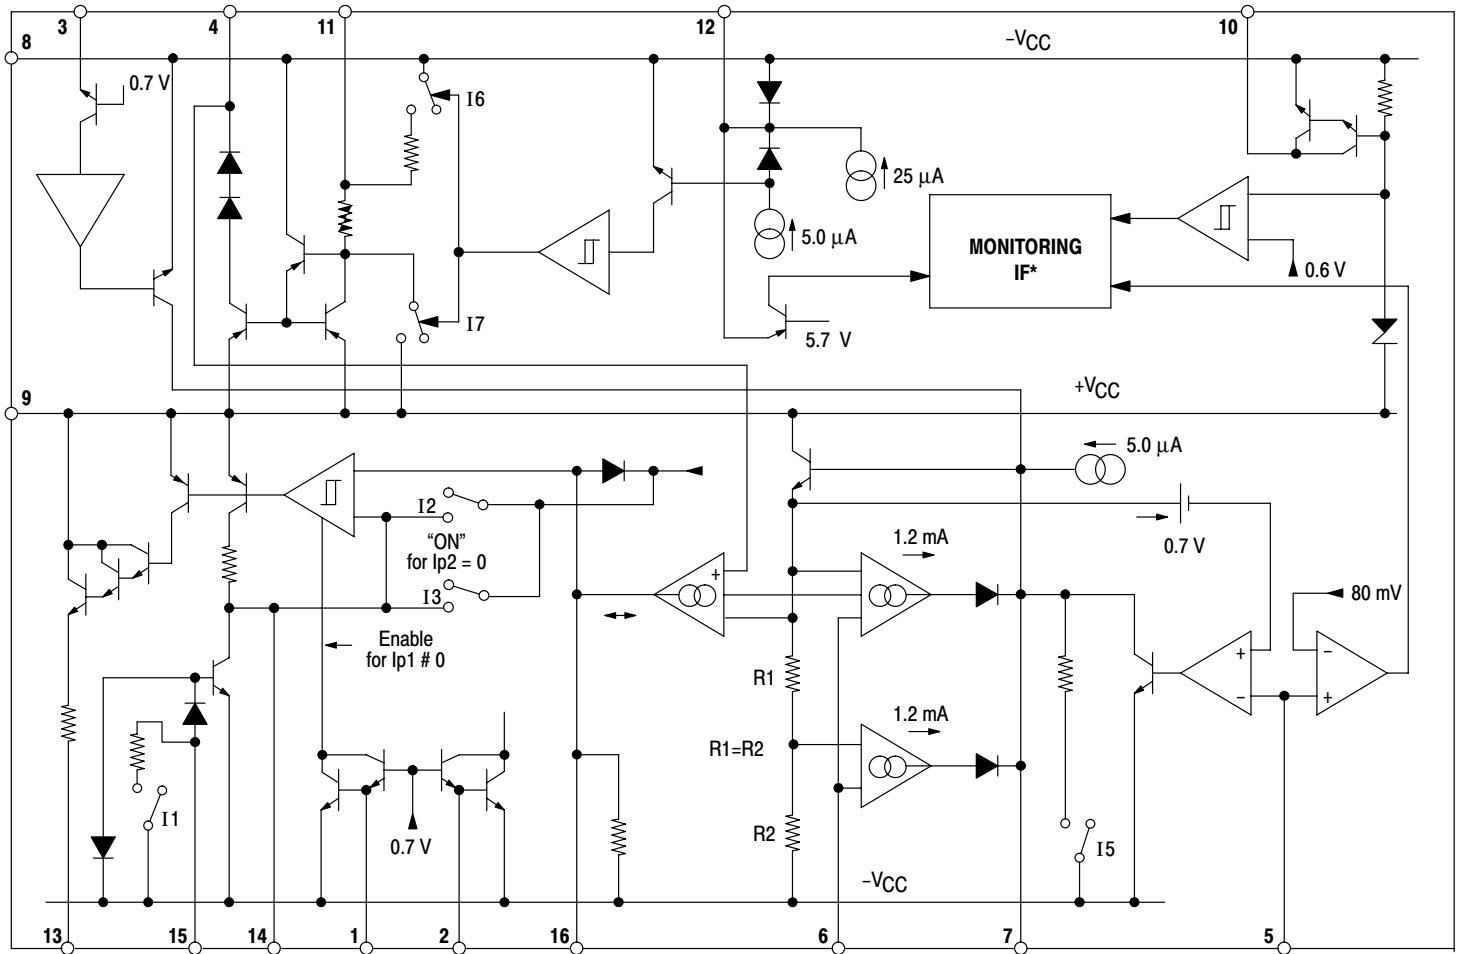 3
4
11
12
10
8
–VCC
0.7 V
I6
25 µA
5.0 µA
MONITORING
IF*
0.6 V
I7
5.7 V
+VCC
9
5.0 µA
I2
"ON"
for Ip2 = 0
1.2 mA
0.7 V
I3
+
80 mV
Enable
for Ip1 # 0
+
–
–
+
R1
1.2 mA
R1=R2
I1
0.7 V
R2
I5
–VCC
13
15
14
1
2
16
6
7
5